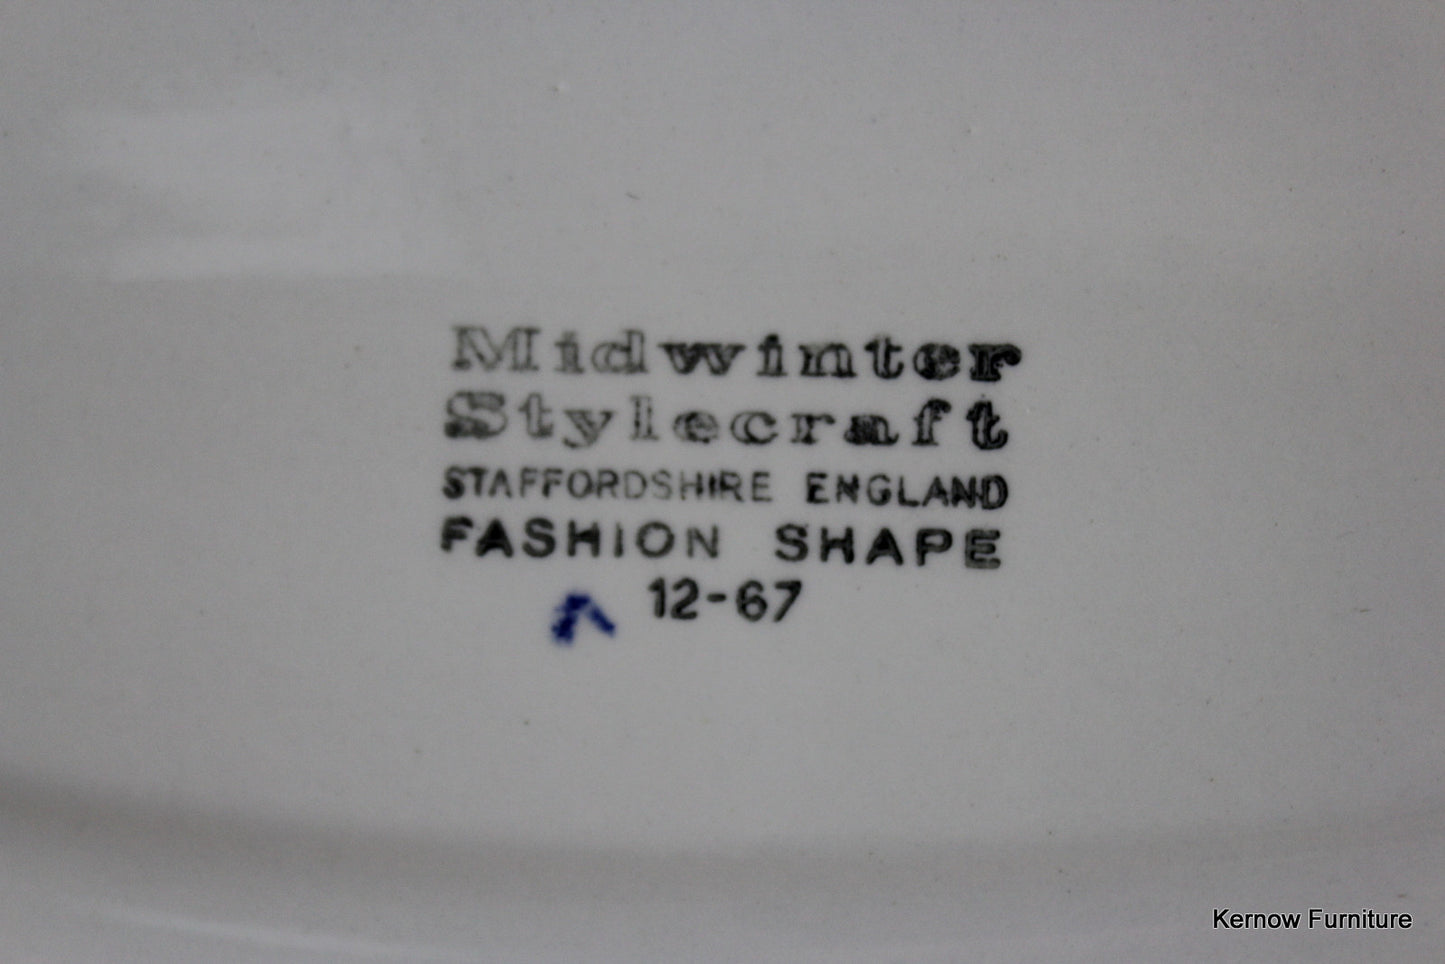 Midwinter
Stylecraft
STAFFORDSHIRE ENGLAND
FASHION SHAPE
12-67
Kernow Furniture